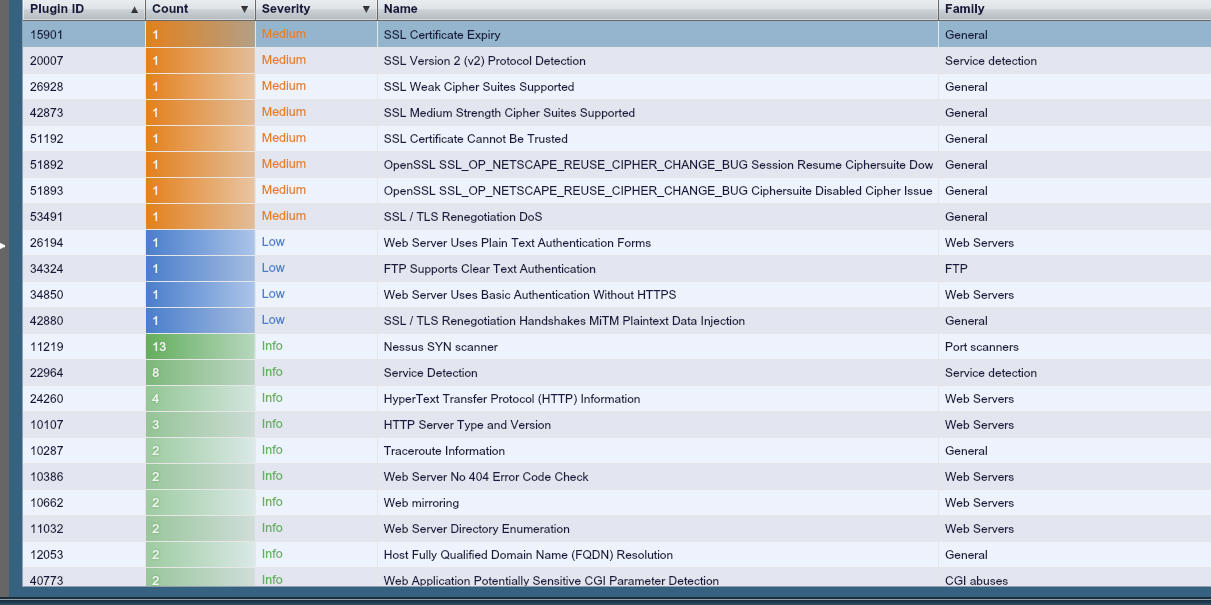 Plugin ID ▲ Count ▼ Severity ▼ Name Family
15901 1 Medium SSL Certificate Expiry General
20007 1 Medium SSL Version 2 (v2) Protocol Detection Service detection
26928 1 Medium SSL Weak Cipher Suites Supported General
42873 1 Medium SSL Medium Strength Cipher Suites Supported General
51192 1 Medium SSL Certificate Cannot Be Trusted General
51892 1 Medium OpenSSL SSL_OP_NETSCAPE_REUSE_CIPHER_CHANGE_BUG Session Resume Ciphersuite Dow General
51893 1 Medium OpenSSL SSL_OP_NETSCAPE_REUSE_CIPHER_CHANGE_BUG Ciphersuite Disabled Cipher Issue General
53491 1 Medium SSL / TLS Renegotiation DoS General
26194 1 Low Web Server Uses Plain Text Authentication Forms Web Servers
34324 1 Low FTP Supports Clear Text Authentication FTP
34850 1 Low Web Server Uses Basic Authentication Without HTTPS Web Servers
42880 1 Low SSL / TLS Renegotiation Handshakes MiTM Plaintext Data Injection General
11219 13 Info Nessus SYN scanner Port scanners
22964 8 Info Service Detection Service detection
24260 4 Info HyperText Transfer Protocol (HTTP) Information Web Servers
10107 3 Info HTTP Server Type and Version Web Servers
10287 2 Info Traceroute Information General
10386 2 Info Web Server No 404 Error Code Check Web Servers
10662 2 Info Web mirroring Web Servers
11032 2 Info Web Server Directory Enumeration Web Servers
12053 2 Info Host Fully Qualified Domain Name (FQDN) Resolution General
40773 2 Info Web Application Potentially Sensitive CGI Parameter Detection CGI abuses